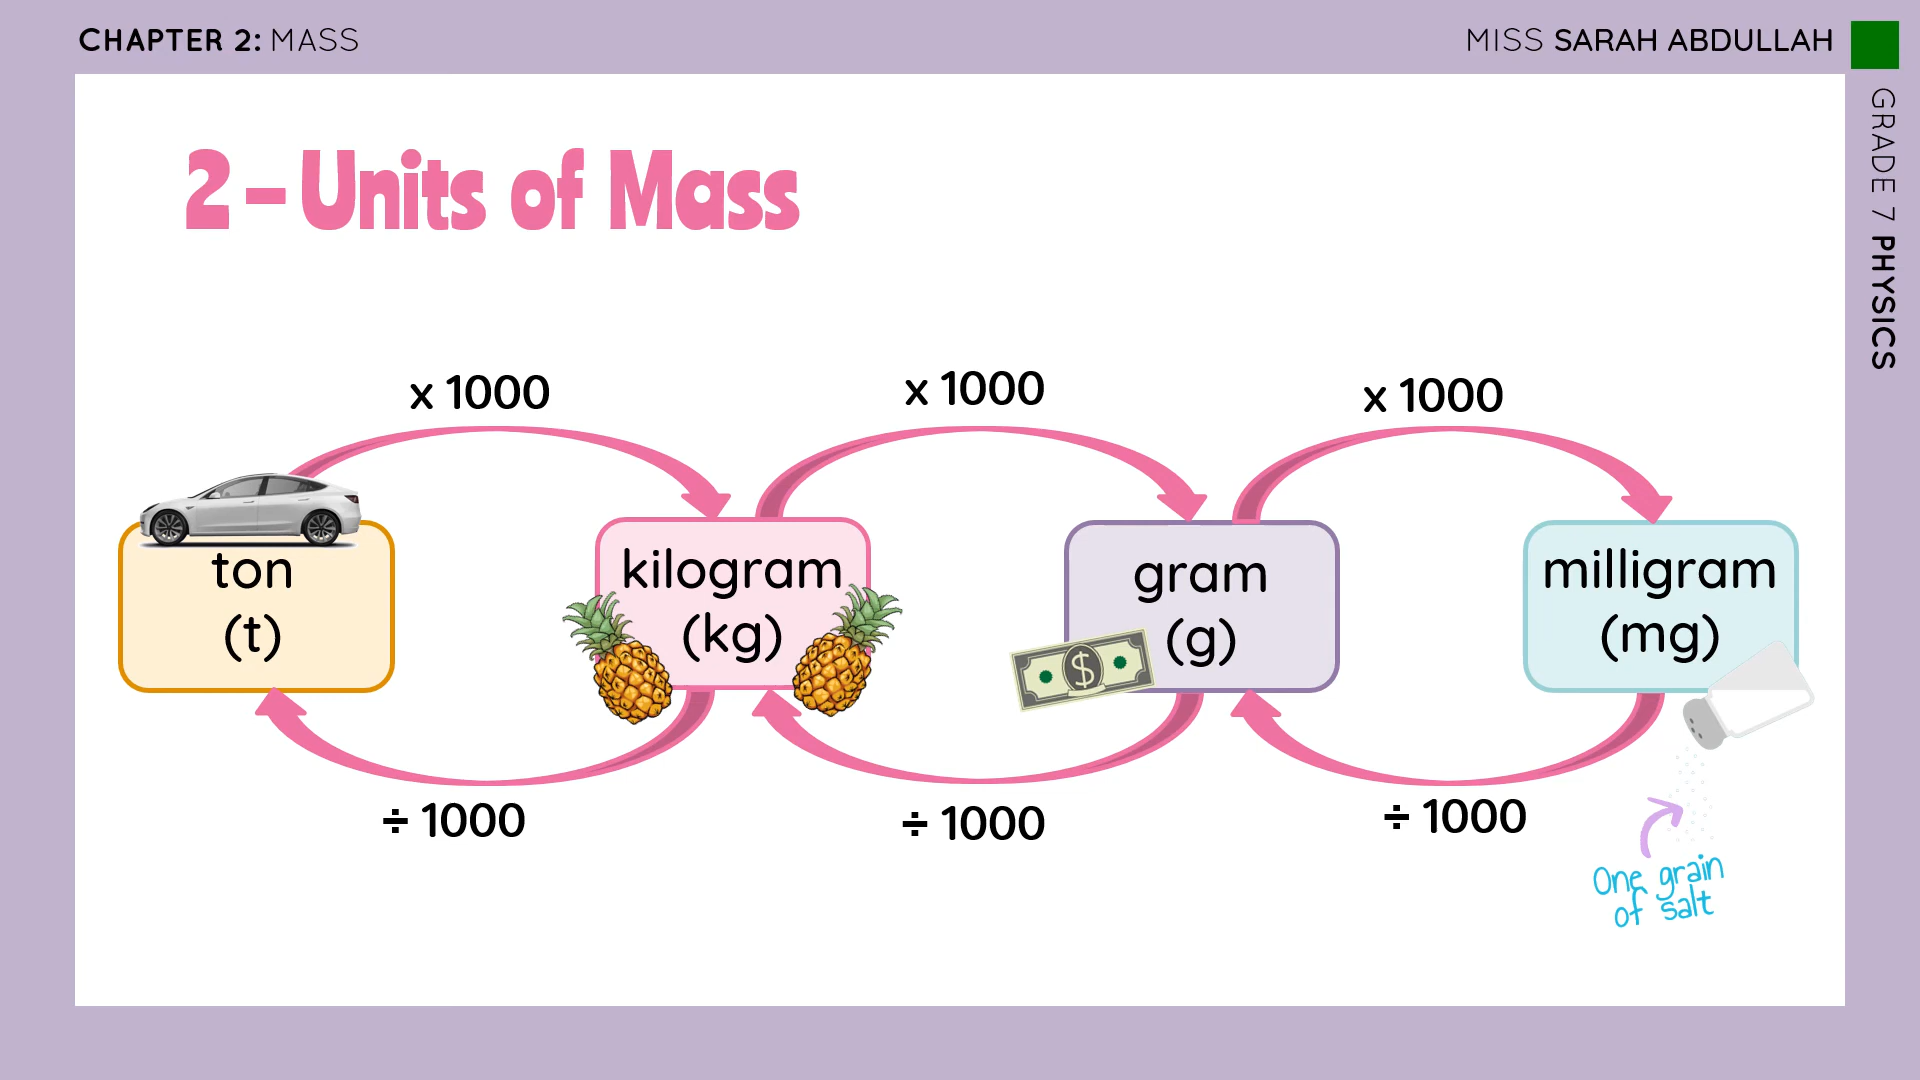 CHAPTER 2: MASS
MISS SARAH ABDULLAH
GRADE 7 PHYSICS
2-Units of Mass
x 1000
x 1000
x 1000
ton
(t)
kilogram
(kg)
gram
(g)
milligram
(mg)
$
÷ 1000
÷ 1000
÷ 1000
One grain
of salt